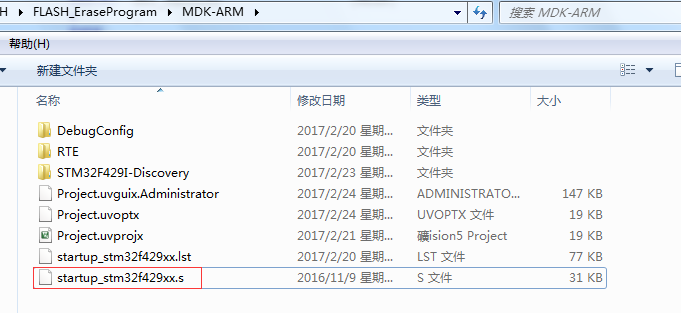 H ▸ FLASH_EraseProgram ▸ MDK-ARM ▸ 搜索 MDK-ARM
帮助(H)
新建文件夹
名称 修改日期 类型 大小
DebugConfig 2017/2/20 星期... 文件夹
RTE 2017/2/20 星期... 文件夹
STM32F429I-Discovery 2017/2/23 星期... 文件夹
Project.uvguix.Administrator 2017/2/24 星期... ADMINISTRATO... 147 KB
Project.uvoptx 2017/2/24 星期... UVOPTX 文件 19 KB
Project.uvprojx 2017/2/21 星期... 礦ision5 Project 19 KB
startup_stm32f429xx.lst 2017/2/20 星期... LST 文件 77 KB
startup_stm32f429xx.s 2016/11/9 星期... S 文件 31 KB